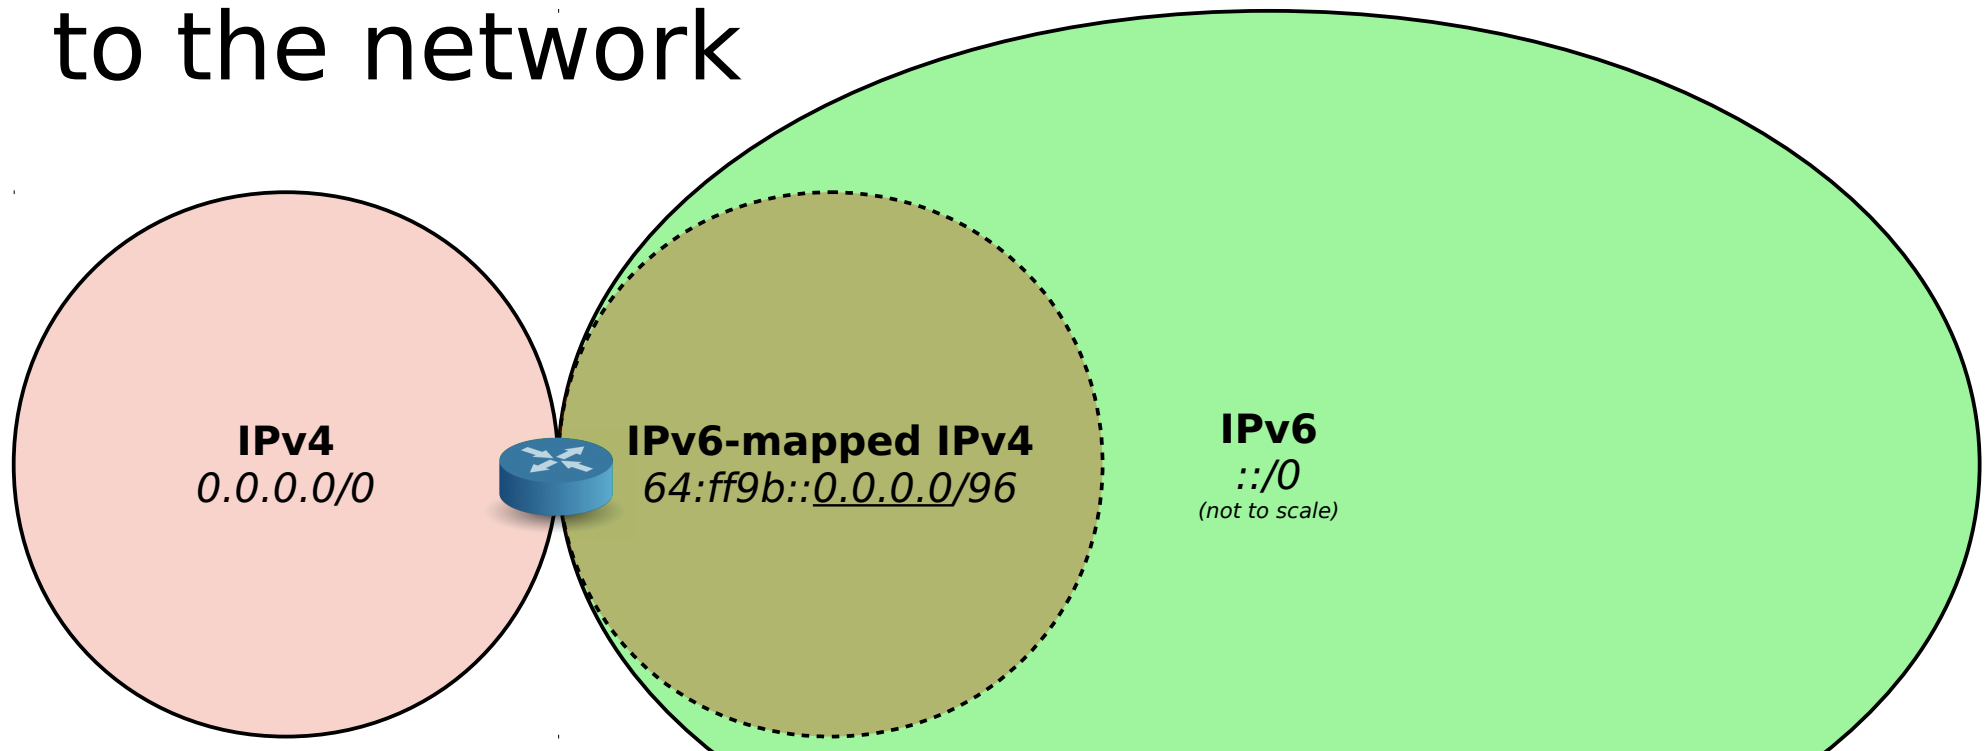 to the network
IPv4
0.0.0.0/0
IPv6-mapped IPv4
64:ff9b::0.0.0.0/96
IPv6
::/0
(not to scale)